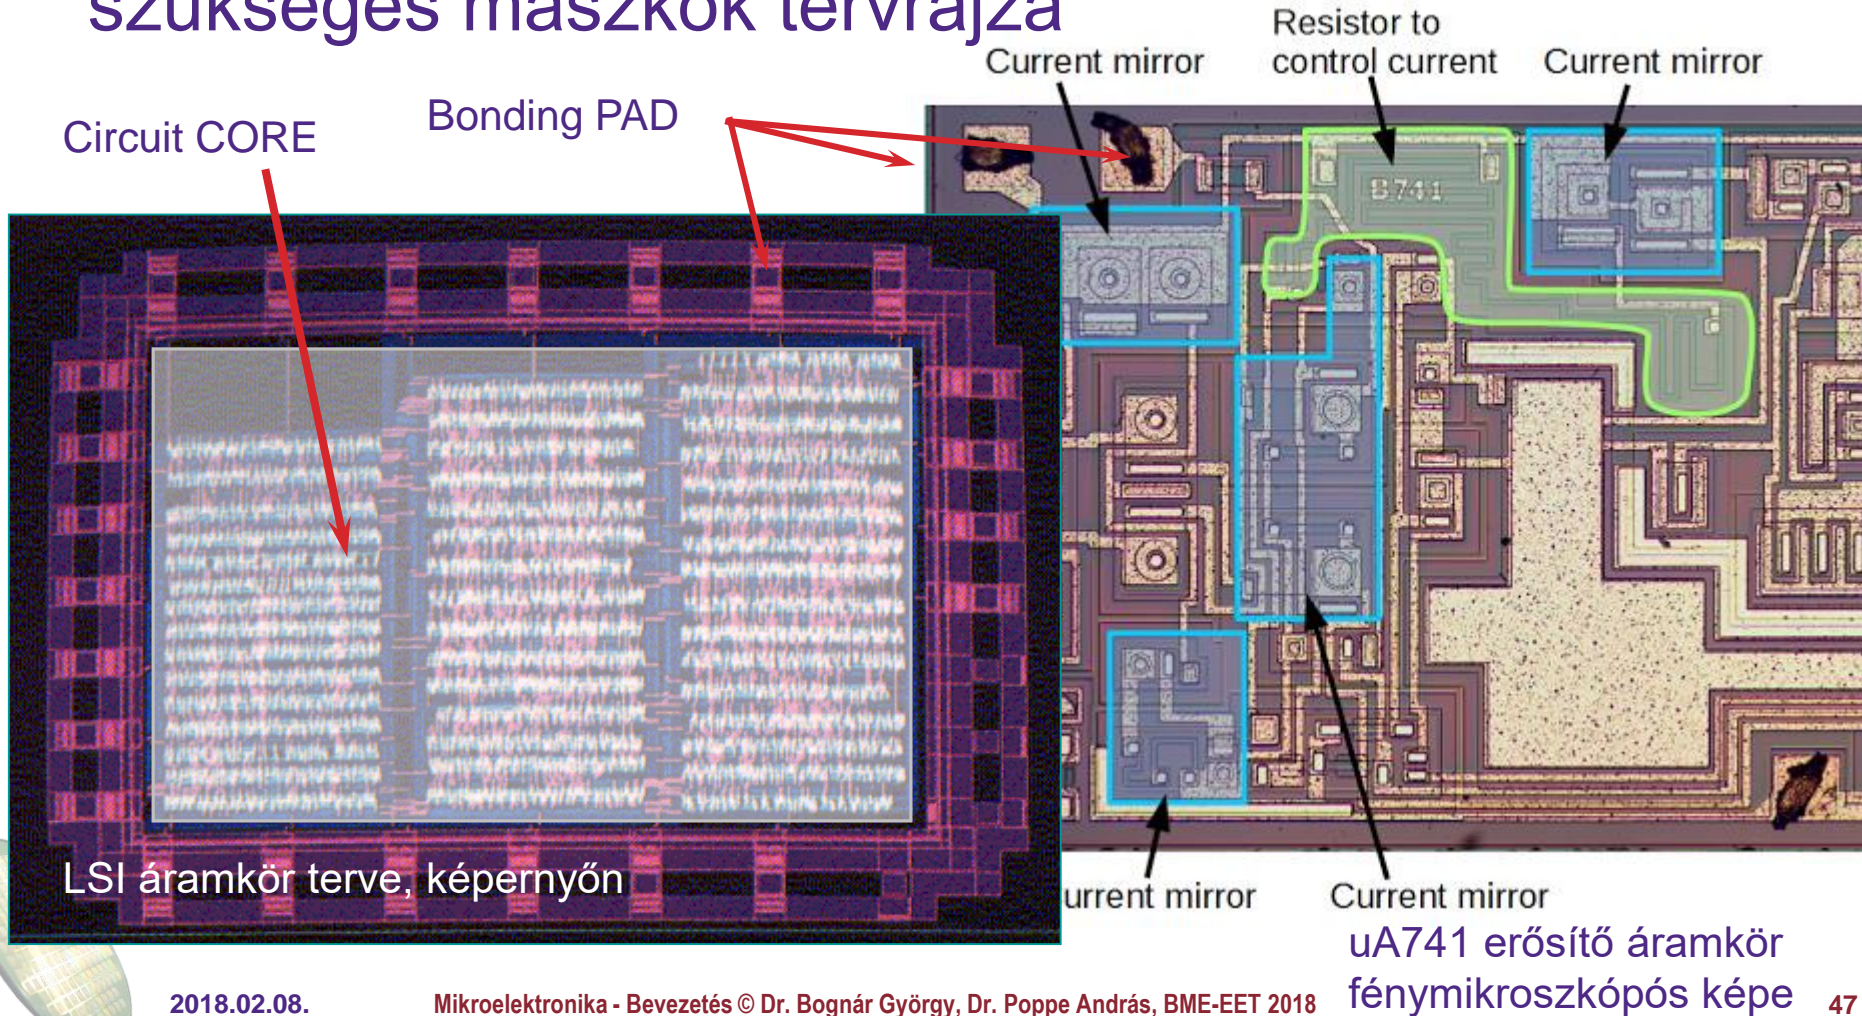 szükséges maszkok tervrajza
Resistor to
control current
Current mirror
Current mirror
Bonding PAD
Circuit CORE
B741
LSI áramkör terve, képernyőn
urrent mirror
Current mirror
uA741 erősítő áramkör
fénymikroszkópós képe
2018.02.08.
Mikroelektronika - Bevezetés © Dr. Bognár György, Dr. Poppe András, BME-EET 2018
47